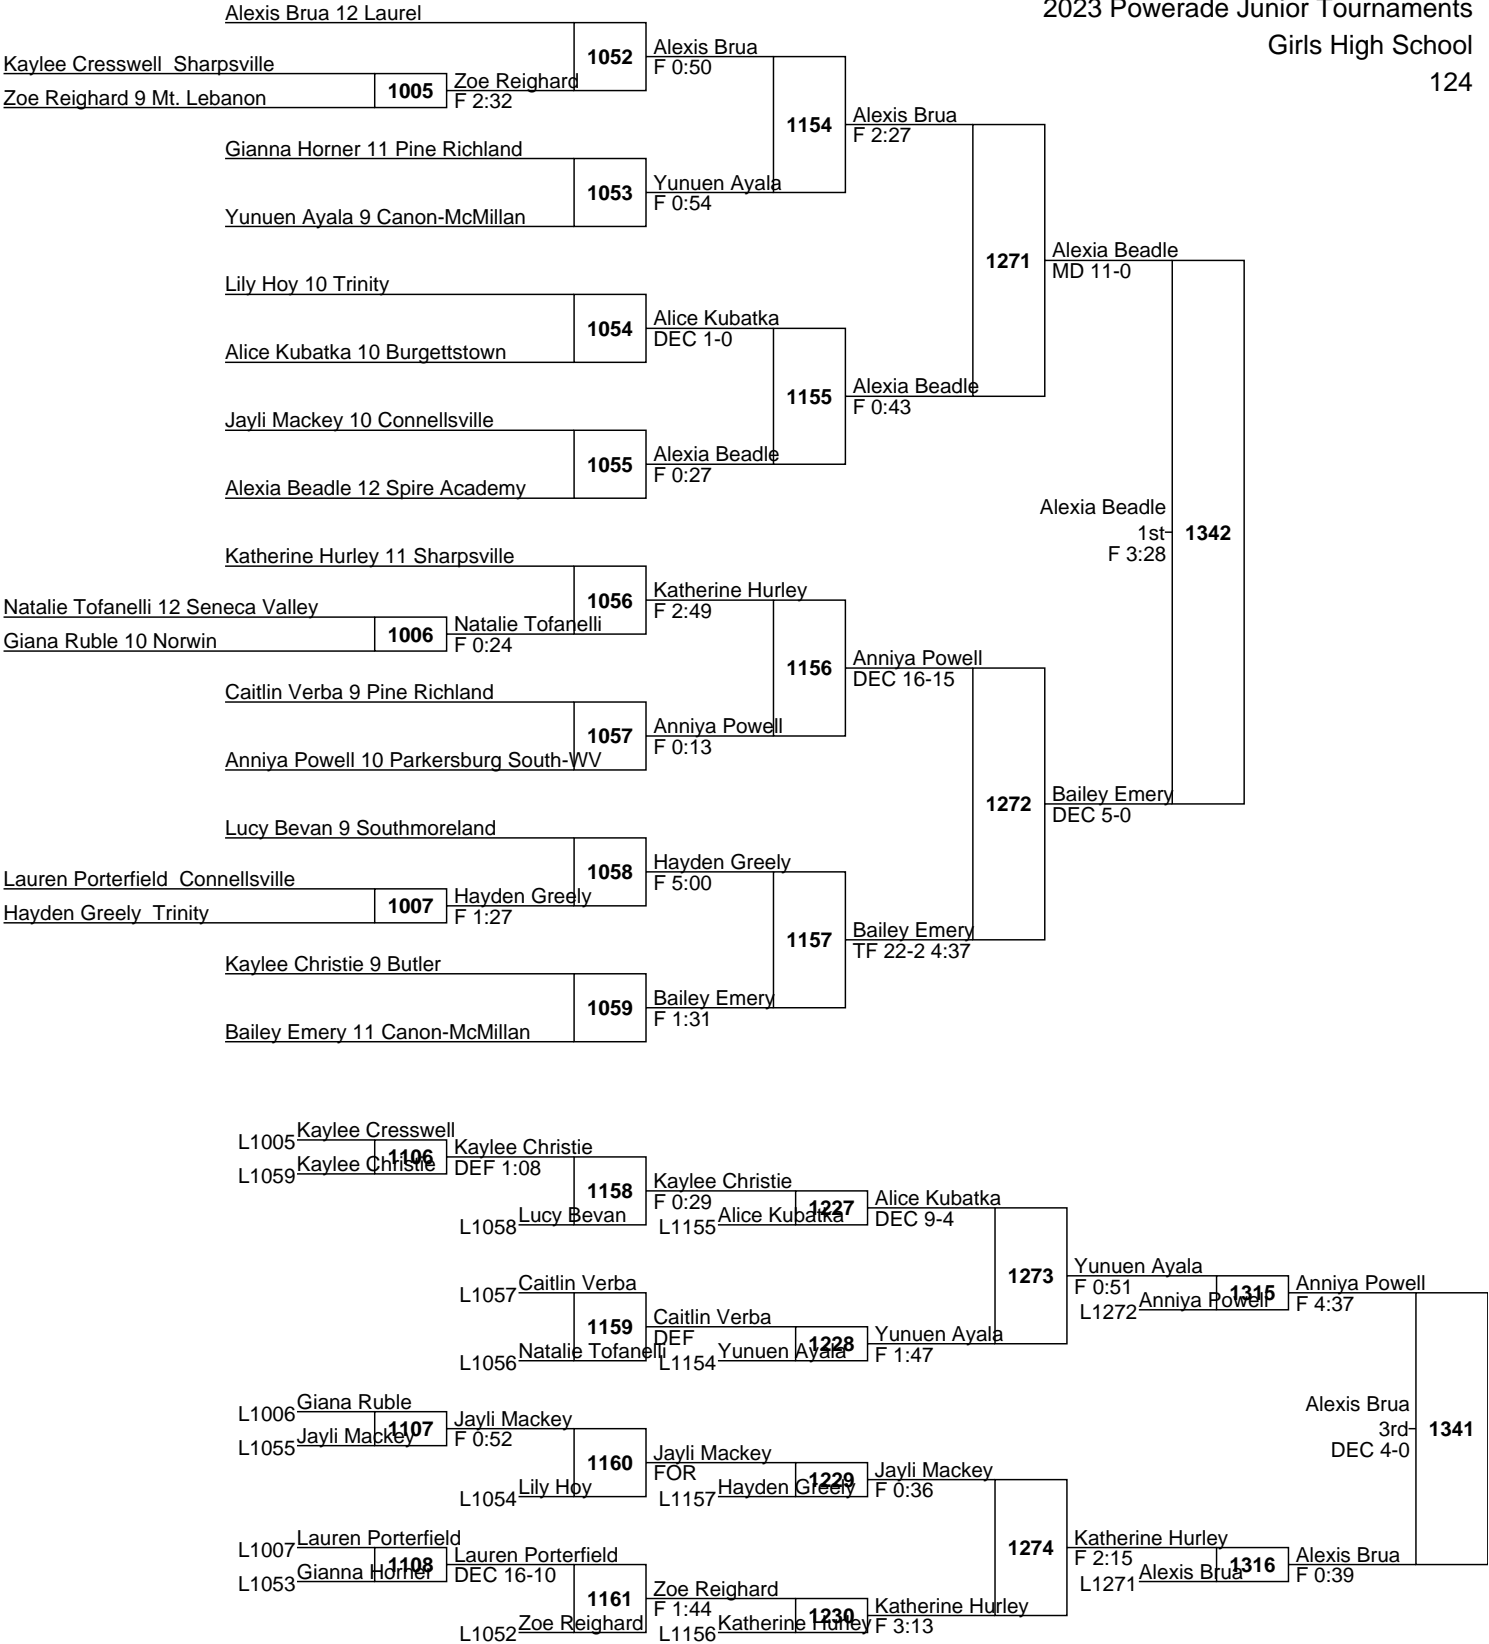 2023 Powerade Junior Tournaments
Girls High School
124
Alexis Brua 12 Laurel
Kaylee Cresswell  Sharpsville
Zoe Reighard 9 Mt. Lebanon
1005
Zoe Reighard
F 2:32
1052
Alexis Brua
F 0:50
Gianna Horner 11 Pine Richland
Yunuen Ayala 9 Canon-McMillan
1053
Yunuen Ayala
F 0:54
1154
Alexis Brua
F 2:27
Lily Hoy 10 Trinity
Alice Kubatka 10 Burgettstown
1054
Alice Kubatka
DEC 1-0
Jayli Mackey 10 Connellsville
Alexia Beadle 12 Spire Academy
1055
Alexia Beadle
F 0:27
1155
Alexia Beadle
F 0:43
1271
Alexia Beadle
MD 11-0
Katherine Hurley 11 Sharpsville
Natalie Tofanelli 12 Seneca Valley
Giana Ruble 10 Norwin
1006
Natalie Tofanelli
F 0:24
1056
Katherine Hurley
F 2:49
Caitlin Verba 9 Pine Richland
Anniya Powell 10 Parkersburg South-WV
1057
Anniya Powell
F 0:13
1156
Anniya Powell
DEC 16-15
Lucy Bevan 9 Southmoreland
Lauren Porterfield  Connellsville
Hayden Greely  Trinity
1007
Hayden Greely
F 1:27
1058
Hayden Greely
F 5:00
Kaylee Christie 9 Butler
Bailey Emery 11 Canon-McMillan
1059
Bailey Emery
F 1:31
1157
Bailey Emery
TF 22-2 4:37
1272
Bailey Emery
DEC 5-0
Alexia Beadle
1st
F 3:28
1342
L1005 Kaylee Cresswell
L1059 Kaylee Christie
1106
Kaylee Christie
DEF 1:08
L1058 Lucy Bevan
1158
Kaylee Christie
F 0:29
L1155 Alice Kubatka
1227
Alice Kubatka
DEC 9-4
L1057 Caitlin Verba
L1056 Natalie Tofanelli
1159
Caitlin Verba
DEF
L1154 Yunuen Ayala
1228
Yunuen Ayala
F 1:47
1273
Yunuen Ayala
F 0:51
L1272 Anniya Powell
1315
Anniya Powell
F 4:37
L1006 Giana Ruble
L1055 Jayli Mackey
1107
Jayli Mackey
F 0:52
L1054 Lily Hoy
1160
Jayli Mackey
FOR
L1157 Hayden Greely
1229
Jayli Mackey
F 0:36
L1007 Lauren Porterfield
L1053 Gianna Horner
1108
Lauren Porterfield
DEC 16-10
L1052 Zoe Reighard
1161
Zoe Reighard
F 1:44
L1156 Katherine Hurley
1230
Katherine Hurley
F 3:13
1274
Katherine Hurley
F 2:15
L1271 Alexis Brua
1316
Alexis Brua
F 0:39
Alexis Brua
3rd
DEC 4-0
1341